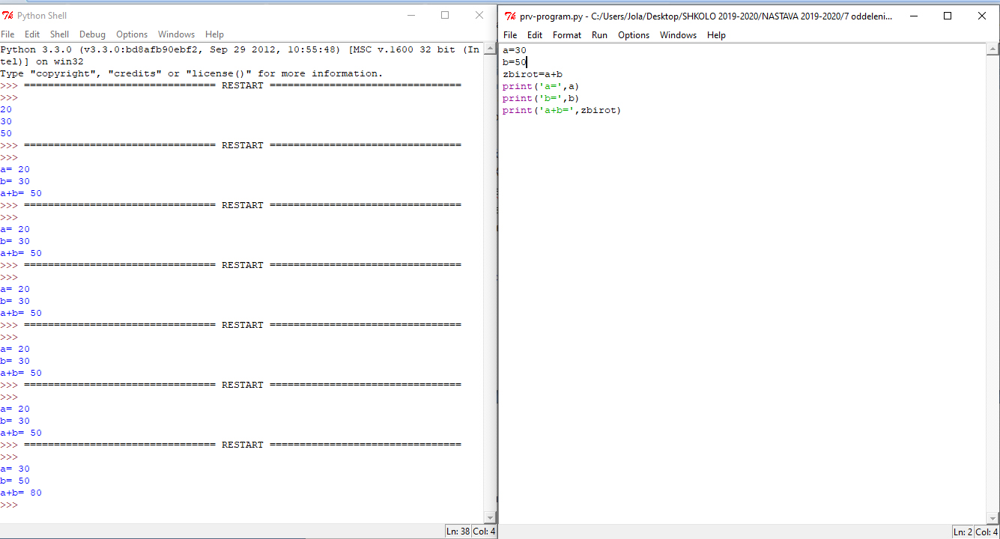 Python Shell
File Edit Shell Debug Options Windows Help
Python 3.3.0 (v3.3.0:bd8afb90ebf2, Sep 29 2012, 10:55:48) [MSC v.1600 32 bit (In
tel)] on win32
Type "copyright", "credits" or "license()" for more information.
>>> ================================ RESTART ================================
>>>
20
30
50
>>> ================================ RESTART ================================
>>>
a= 20
b= 30
a+b= 50
>>> ================================ RESTART ================================
>>>
a= 20
b= 30
a+b= 50
>>> ================================ RESTART ================================
>>>
a= 20
b= 30
a+b= 50
>>> ================================ RESTART ================================
>>>
a= 20
b= 30
a+b= 50
>>> ================================ RESTART ================================
>>>
a= 20
b= 30
a+b= 50
>>> ================================ RESTART ================================
>>>
a= 30
b= 50
a+b= 80
>>>
Ln: 38 Col: 4
prv-program.py - C:/Users/Jola/Desktop/SHKOLO 2019-2020/NASTAVA 2019-2020/7 oddeleni...
File Edit Format Run Options Windows Help
a=30
b=50
zbirot=a+b
print('a=',a)
print('b=',b)
print('a+b=',zbirot)
Ln: 2 Col: 4